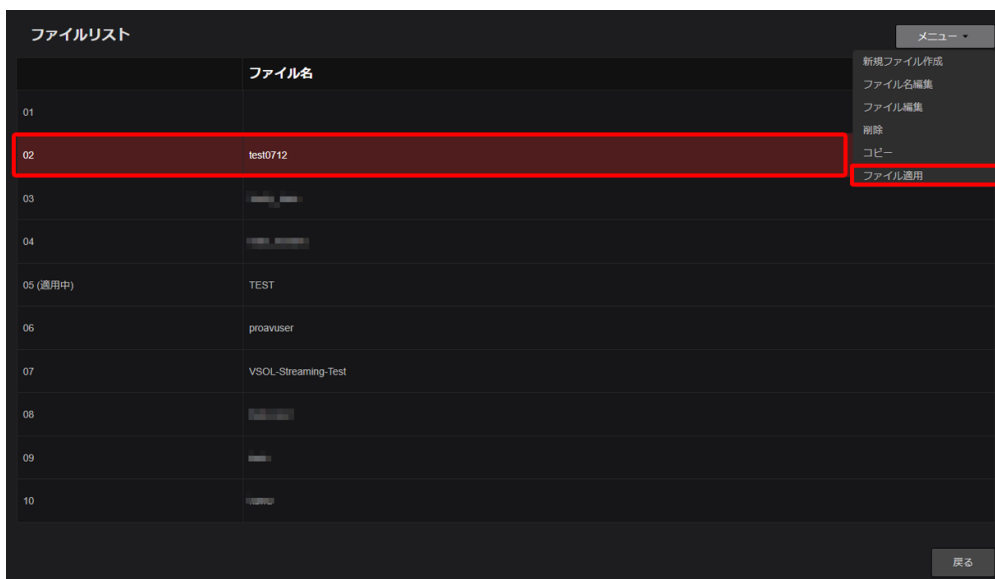 ファイルリスト
メニュー
新規ファイル作成
ファイル名編集
ファイル編集
削除
コピー
ファイル適用
ファイル名
01
02 test0712
03
04
05 (適用中) TEST
06 proavuser
07 VSOL-Streaming-Test
08
09
10
戻る